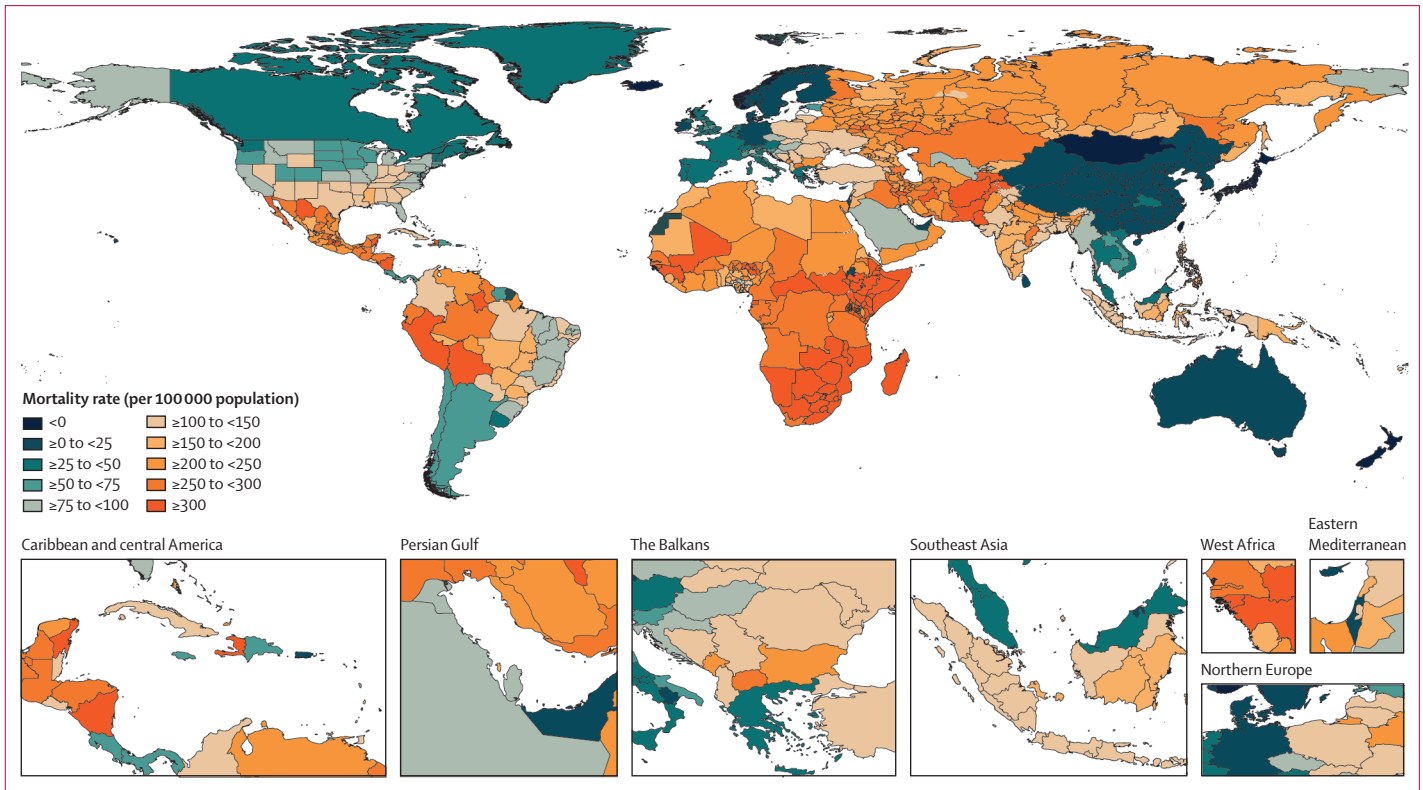 Mortality rate (per 100 000 population)
<0
≥0 to <25
≥25 to <50
≥50 to <75
≥75 to <100
≥100 to <150
≥150 to <200
≥200 to <250
≥250 to <300
≥300
Caribbean and central America
Persian Gulf
The Balkans
Southeast Asia
West Africa
Eastern
Mediterranean
Northern Europe